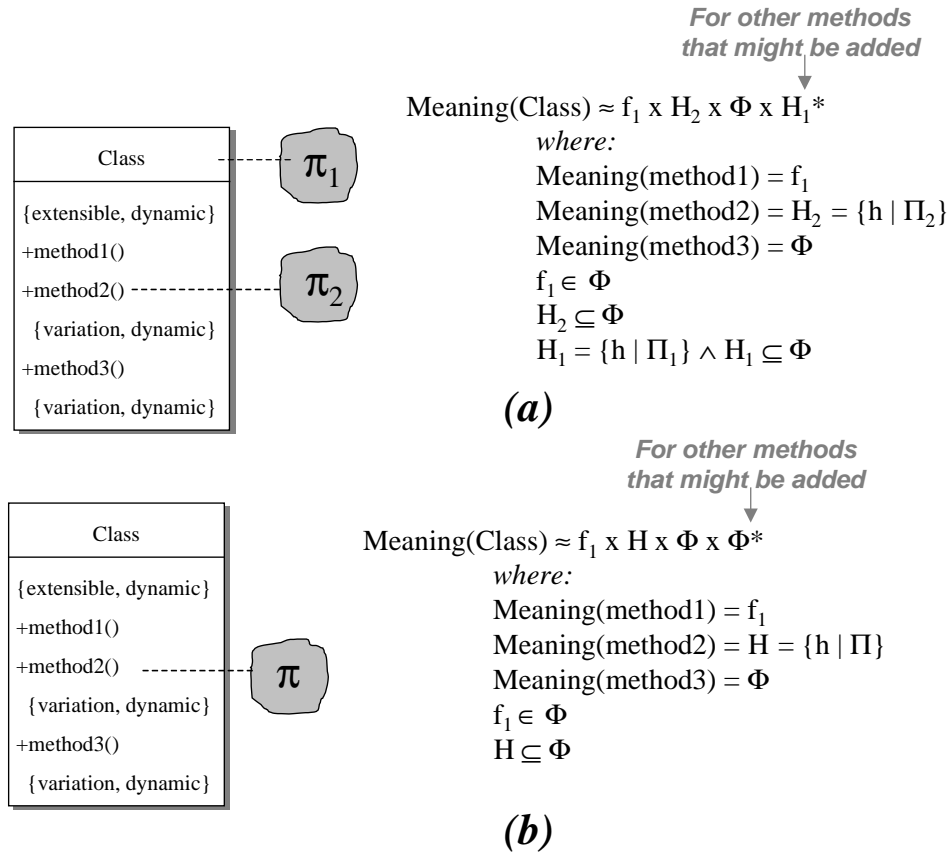 For other methods
that might be added
Meaning(Class) ≈ f₁ x H₂ x Φ x H₁*
where:
Meaning(method1) = f₁
Meaning(method2) = H₂ = {h | Π₂}
Meaning(method3) = Φ
f₁ ∈ Φ
H₂ ⊆ Φ
H₁ = {h | Π₁} ∧ H₁ ⊆ Φ
Class
π₁
{extensible, dynamic}
+method1()
+method2()
π₂
{variation, dynamic}
+method3()
{variation, dynamic}
(a)
For other methods
that might be added
Meaning(Class) ≈ f₁ x H x Φ x Φ*
where:
Meaning(method1) = f₁
Meaning(method2) = H = {h | Π}
Meaning(method3) = Φ
f₁ ∈ Φ
H ⊆ Φ
Class
{extensible, dynamic}
+method1()
+method2()
π
{variation, dynamic}
+method3()
{variation, dynamic}
(b)